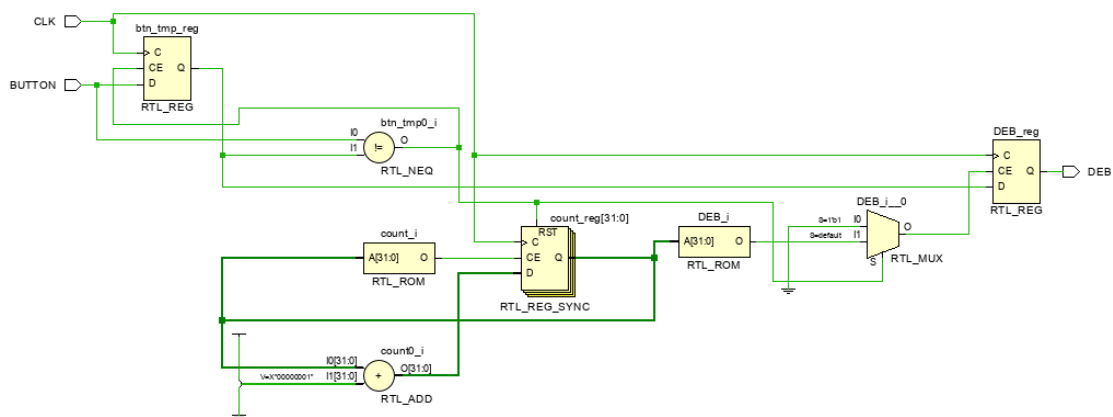 CLK
BUTTON
btn_tmp_reg
C
CE
D
Q
RTL_REG
btn_tmp0_i
I0
I1
!=
O
RTL_NEQ
count_i
A[31:0]
O
RTL_ROM
count_reg[31:0]
RST
C
CE
D
Q
RTL_REG_SYNC
count0_i
I0[31:0]
V=X"00000001"
I1[31:0]
+
O[31:0]
RTL_ADD
DEB_i
A[31:0]
O
RTL_ROM
DEB_i__0
S=1'b1
I0
S=default
I1
S
O
RTL_MUX
DEB_reg
C
CE
D
Q
RTL_REG
DEB